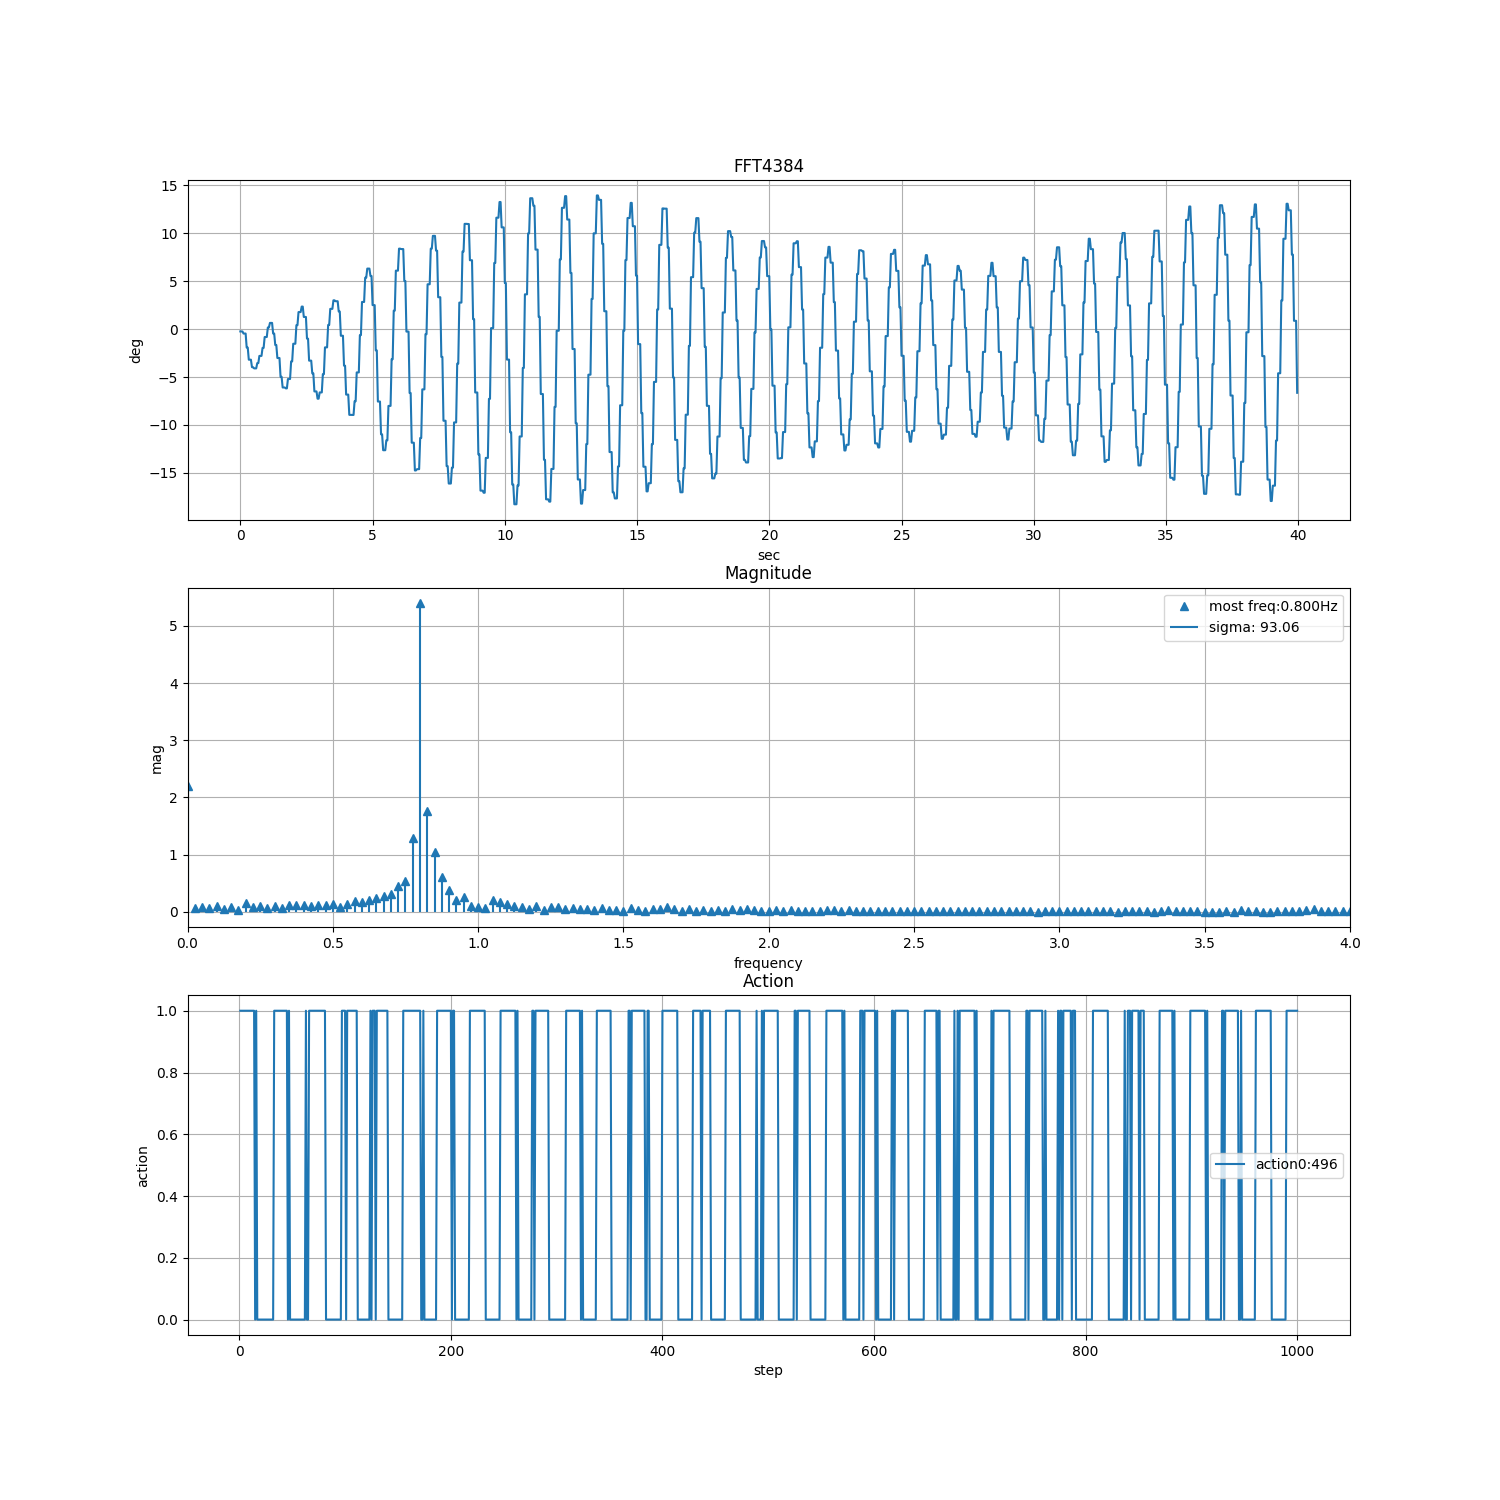 FFT4384
15
10
5
0
−5
−10
−15
deg
0 5 10 15 20 25 30 35 40
sec
Magnitude
most freq:0.800Hz
sigma: 93.06
5
4
3
2
1
0
mag
0.0 0.5 1.0 1.5 2.0 2.5 3.0 3.5 4.0
frequency
Action
1.0
0.8
0.6
0.4
0.2
0.0
action
action0:496
0 200 400 600 800 1000
step